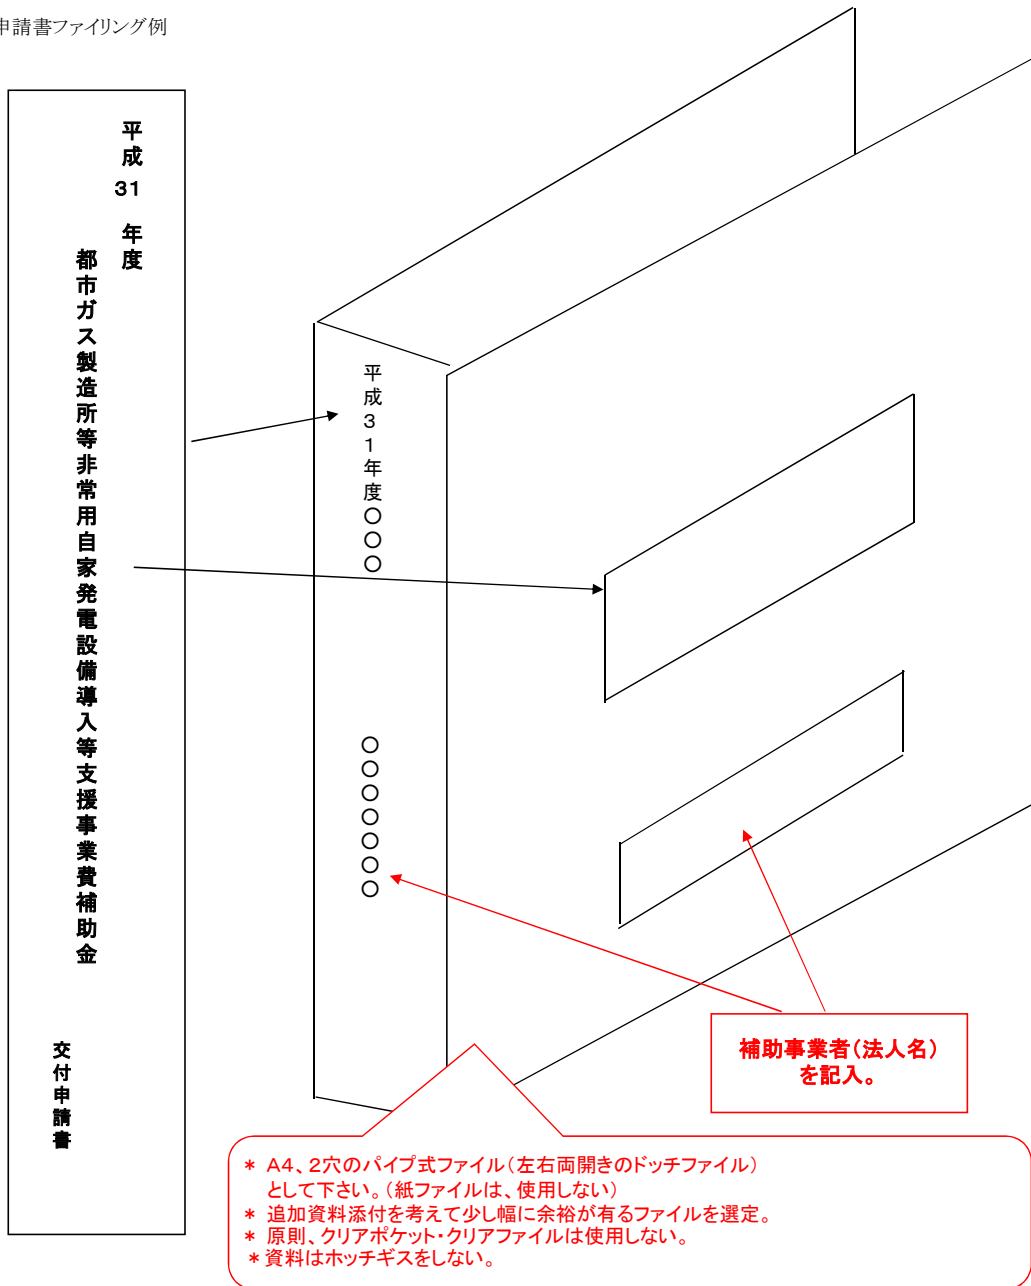 申請書ファイリング例
平成31年度
都市ガス製造所等非常用自家発電設備導入等支援事業費補助金
交付申請書
平成31年度〇〇〇
〇〇〇〇〇〇〇
補助事業者(法人名)
を記入。
* A4、2穴のパイプ式ファイル(左右両開きのドッチファイル)
として下さい。(紙ファイルは、使用しない)
* 追加資料添付を考えて少し幅に余裕が有るファイルを選定。
* 原則、クリアポケット・クリアファイルは使用しない。
*資料はホッチギスをしない。